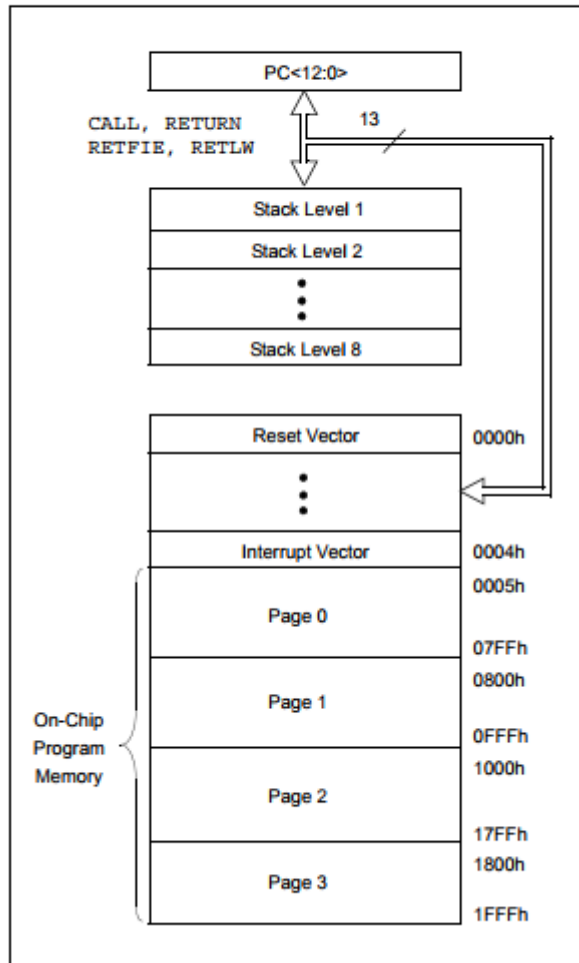 PC<12:0>
CALL, RETURN
RETFIE, RETLW
13
Stack Level 1
Stack Level 2
Stack Level 8
Reset Vector
0000h
Interrupt Vector
0004h
On-Chip
Program
Memory
Page 0
0005h
07FFh
Page 1
0800h
0FFFh
Page 2
1000h
17FFh
Page 3
1800h
1FFFh